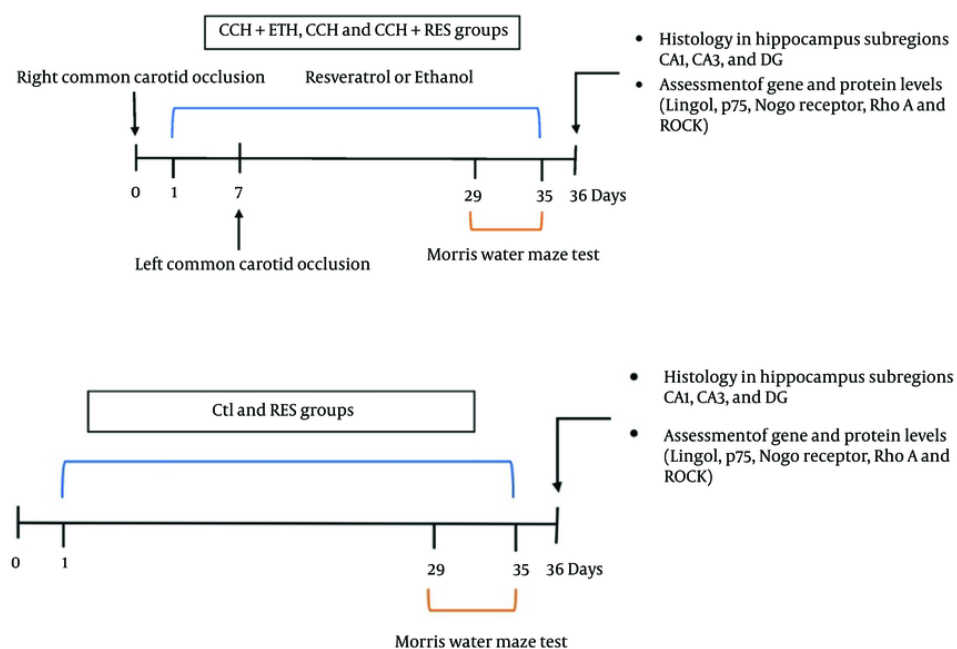 CCH + ETH, CCH and CCH + RES groups
Right common carotid occlusion
Resveratrol or Ethanol
• Histology in hippocampus subregions
CA1, CA3, and DG
• Assessmentof gene and protein levels
(Lingol, p75, Nogo receptor, Rho A and
ROCK)
0 1 7 29 35 36 Days
Left common carotid occlusion
Morris water maze test
Ctl and RES groups
• Histology in hippocampus subregions
CA1, CA3, and DG
• Assessmentof gene and protein levels
(Lingol, p75, Nogo receptor, Rho A and
ROCK)
0 1 29 35 36 Days
Morris water maze test